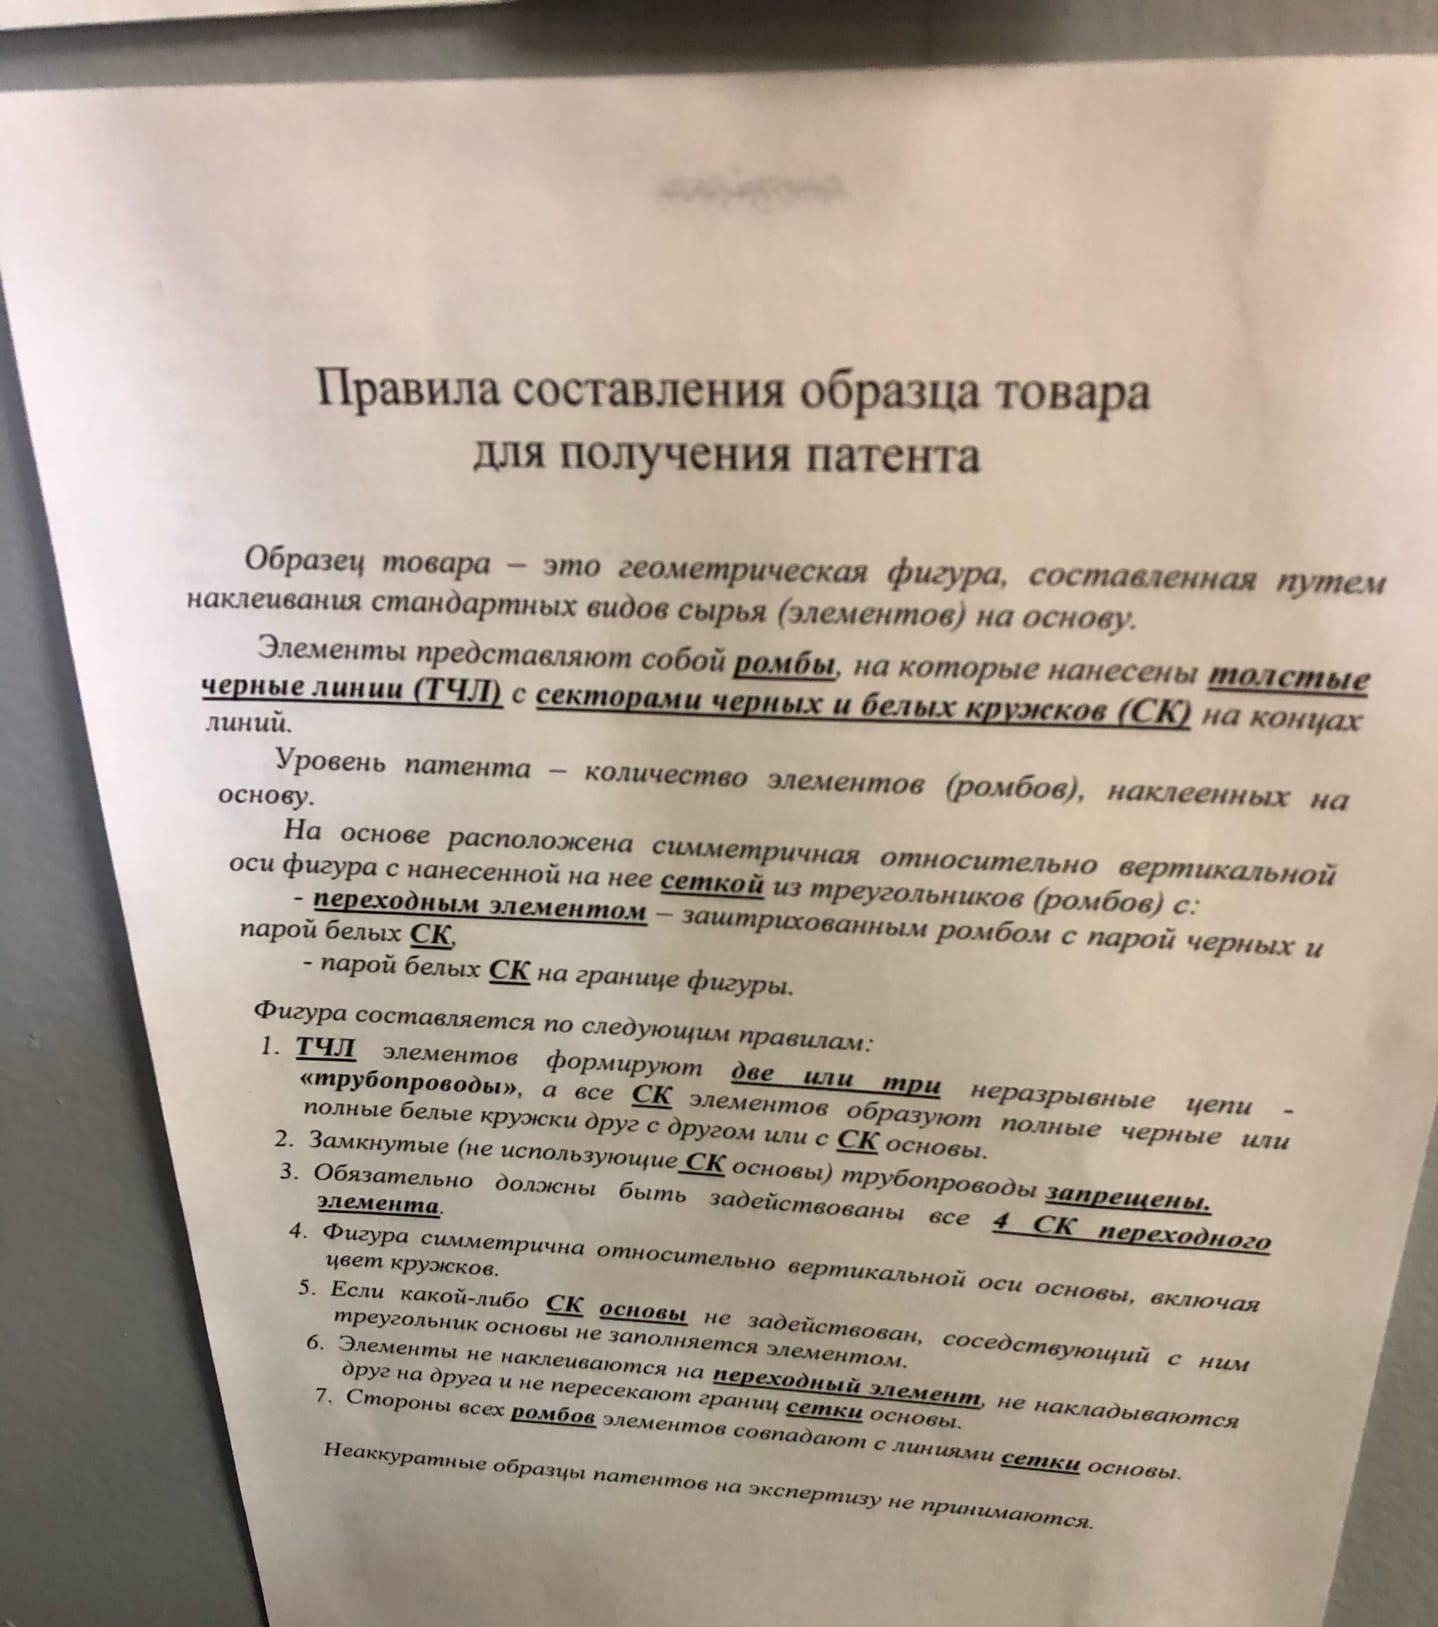 Правила составления образца товара
для получения патента
Образец товара – это геометрическая фигура, составленная путем
наклеивания стандартных видов сырья (элементов) на основу.
Элементы представляют собой ромбы, на которые нанесены толстые
черные линии (ТЧЛ) с секторами черных и белых кружков (СК) на концах
линий.
Уровень патента – количество элементов (ромбов), наклеенных на
основу.
На основе расположена симметричная относительно вертикальной
оси фигура с нанесенной на нее сеткой из треугольников (ромбов) с:
- переходным элементом – заштрихованным ромбом с парой черных и
парой белых СК,
- парой белых СК на границе фигуры.
Фигура составляется по следующим правилам:
1. ТЧЛ элементов формируют две или три неразрывные цепи -
«трубопроводы», а все СК элементов образуют полные черные или
полные белые кружки друг с другом или с СК основы.
2. Замкнутые (не использующие СК основы) трубопроводы запрещены.
3. Обязательно должны быть задействованы все 4 СК переходного
элемента.
4. Фигура симметрична относительно вертикальной оси основы, включая
цвет кружков.
5. Если какой-либо СК основы не задействован, соседствующий с ним
треугольник основы не заполняется элементом.
6. Элементы не наклеиваются на переходный элемент, не накладываются
друг на друга и не пересекают границ сетки основы.
7. Стороны всех ромбов элементов совпадают с линиями сетки основы.
Неаккуратные образцы патентов на экспертизу не принимаются.